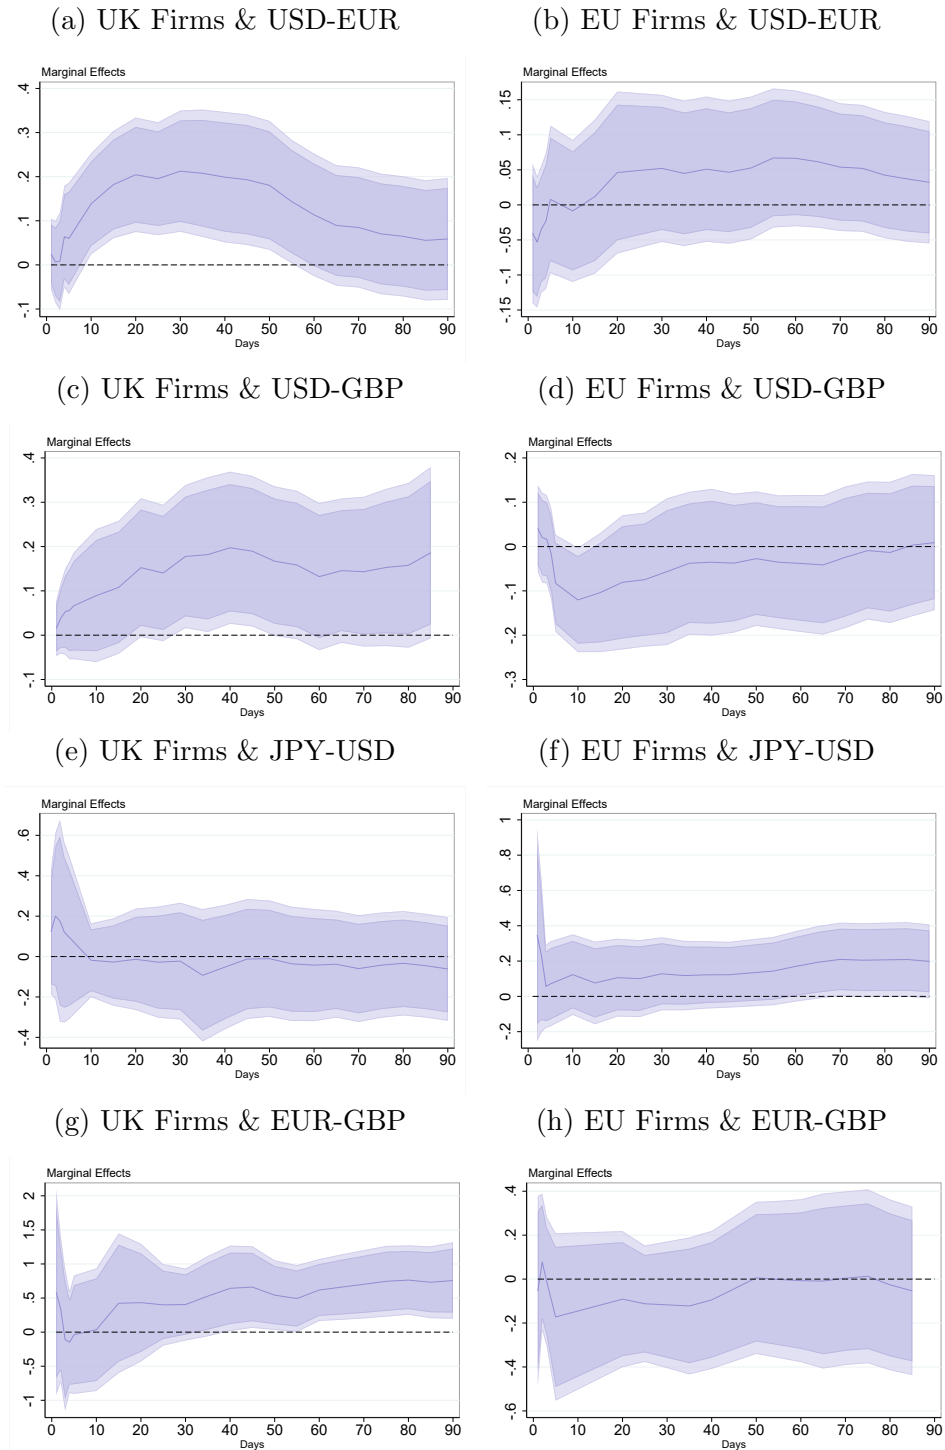 (a) UK Firms & USD-EUR
Marginal Effects
.4
.3
.2
.1
0
-.1
0 10 20 30 40 50 60 70 80 90
Days
(b) EU Firms & USD-EUR
Marginal Effects
.15
.1
.05
0
-.05
-.1
-.15
0 10 20 30 40 50 60 70 80 90
Days
(c) UK Firms & USD-GBP
Marginal Effects
.4
.3
.2
.1
0
-.1
0 10 20 30 40 50 60 70 80 90
Days
(d) EU Firms & USD-GBP
Marginal Effects
.2
.1
0
-.1
-.2
-.3
0 10 20 30 40 50 60 70 80 90
Days
(e) UK Firms & JPY-USD
Marginal Effects
.6
.4
.2
0
-.2
-.4
0 10 20 30 40 50 60 70 80 90
Days
(f) EU Firms & JPY-USD
Marginal Effects
1
.8
.6
.4
.2
0
-.2
0 10 20 30 40 50 60 70 80 90
Days
(g) UK Firms & EUR-GBP
Marginal Effects
2
1.5
1
.5
0
-.5
-1
0 10 20 30 40 50 60 70 80 90
Days
(h) EU Firms & EUR-GBP
Marginal Effects
.4
.2
0
-.2
-.4
-.6
0 10 20 30 40 50 60 70 80 90
Days